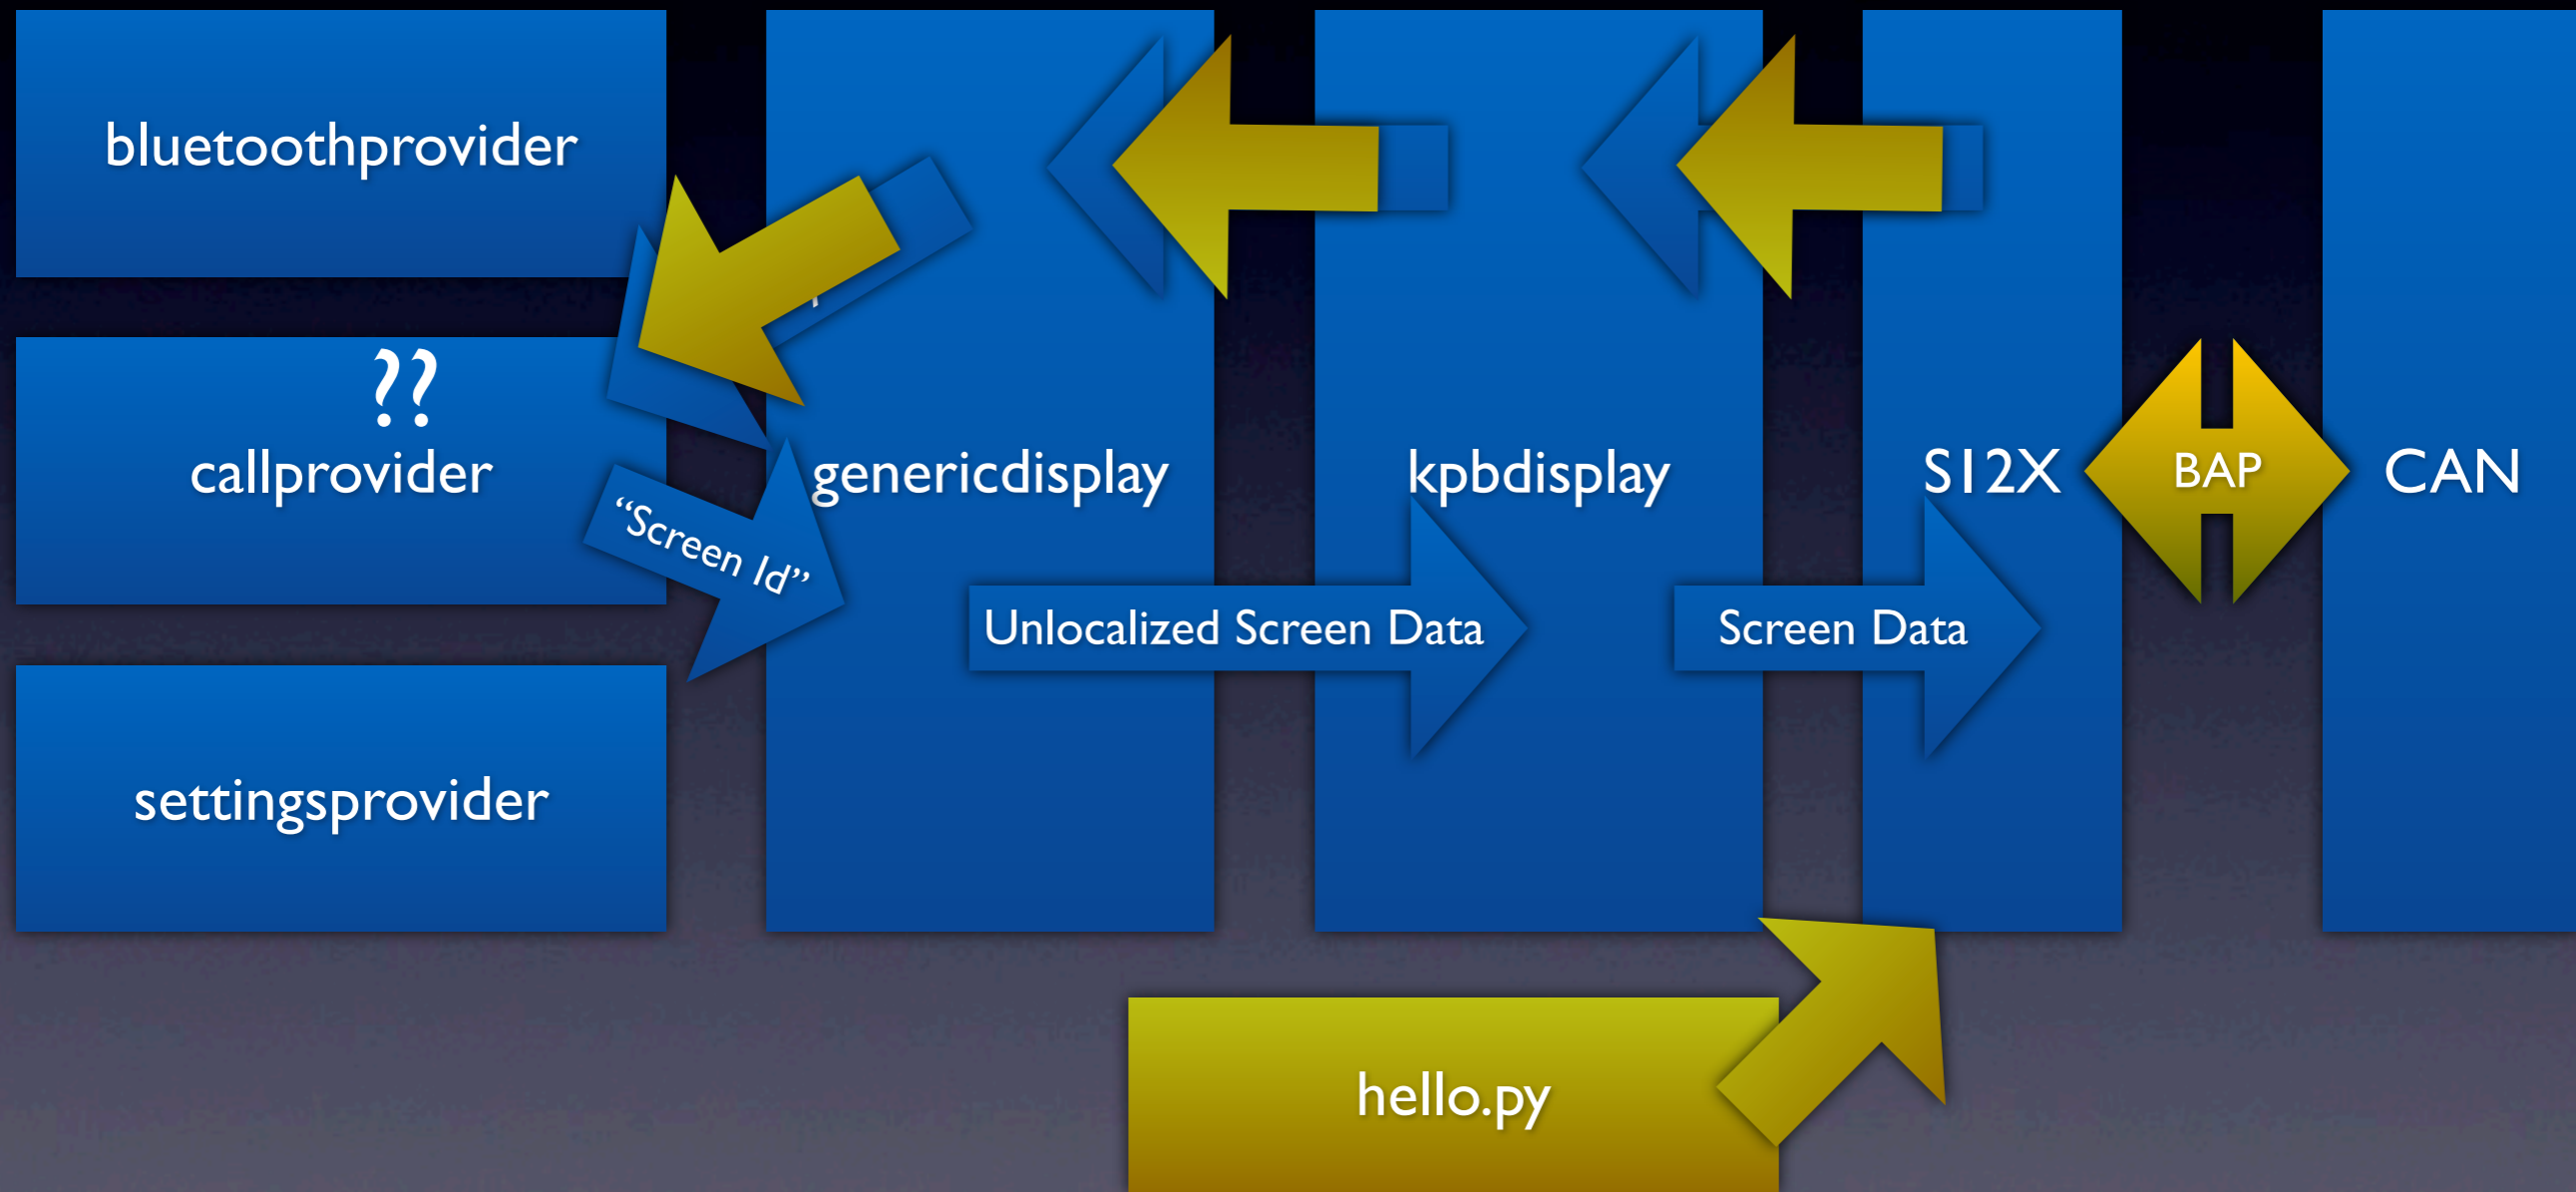 bluetoothprovider
??
callprovider
genericdisplay
kpbdisplay
S12X
BAP
CAN
“Screen Id”
Unlocalized Screen Data
Screen Data
settingsprovider
hello.py